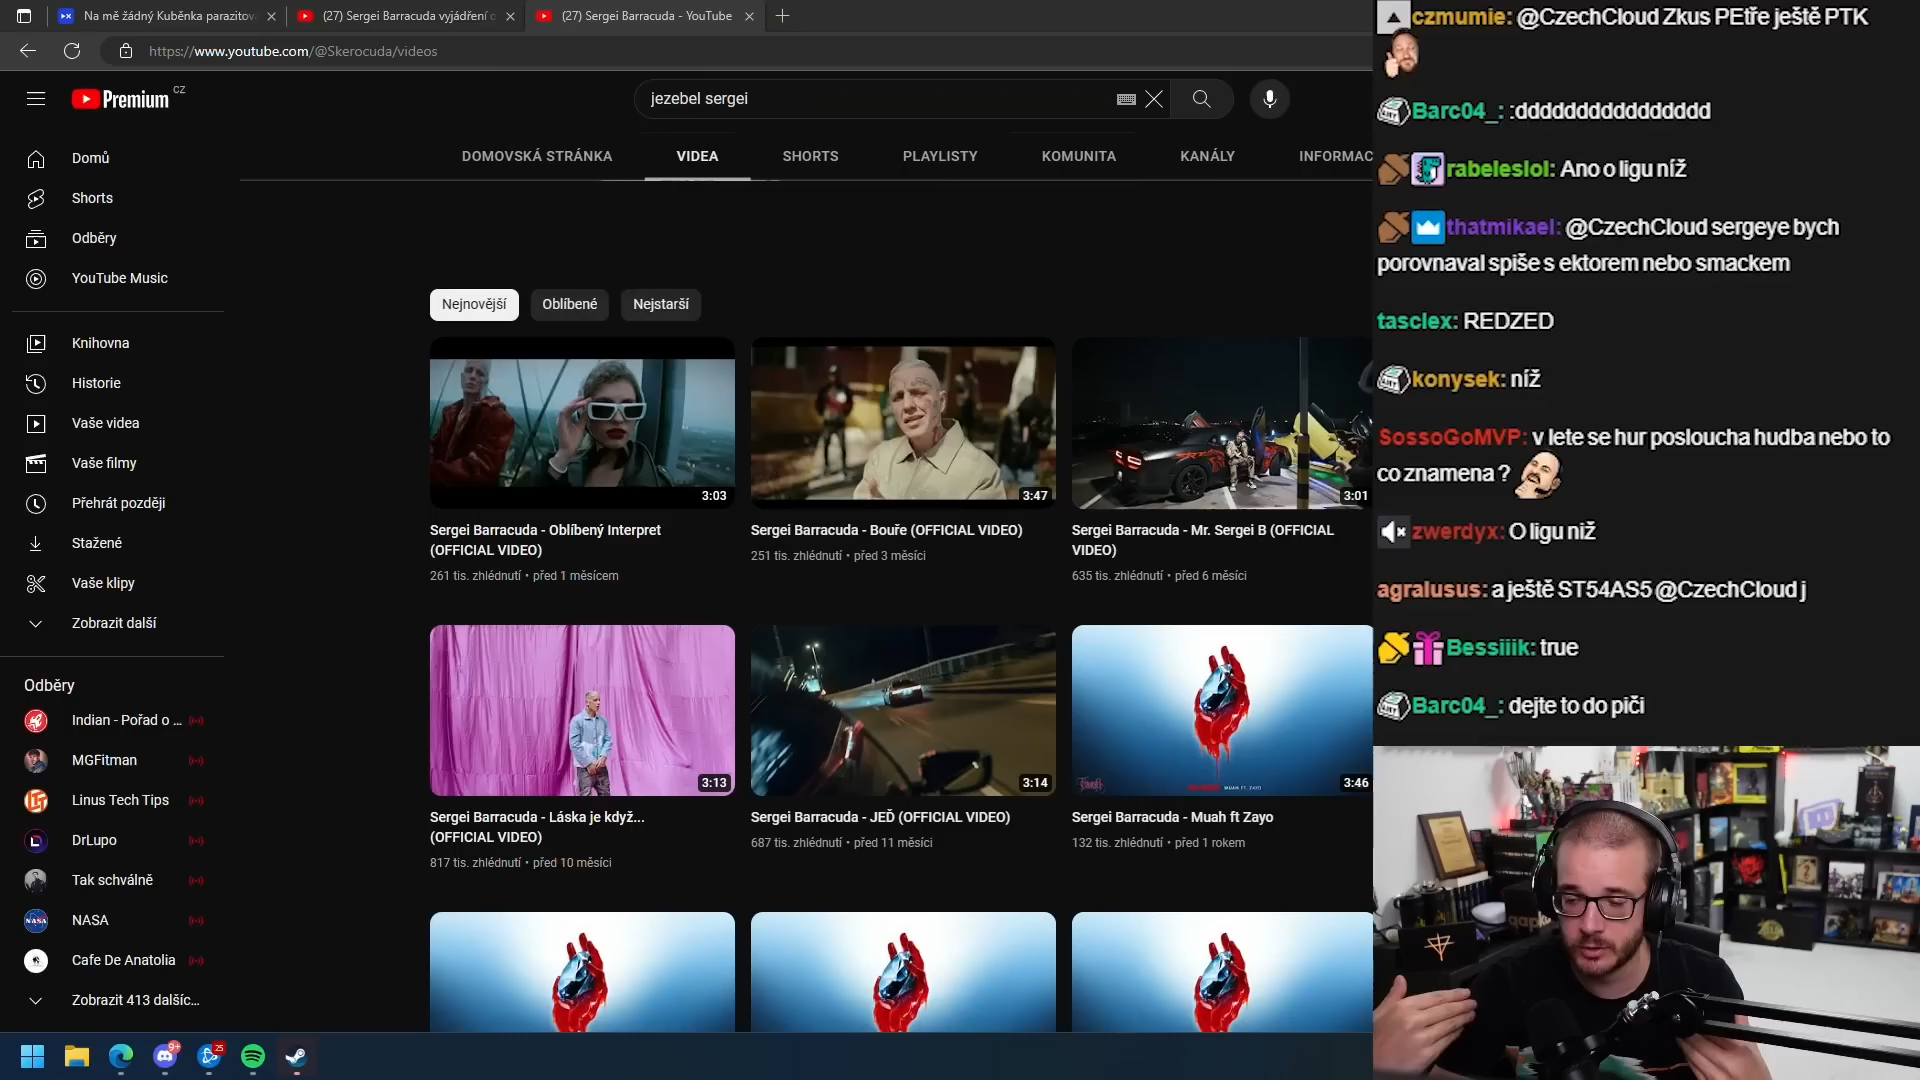 Na mě žádný Kuběnka parazitova
(27) Sergei Barracuda vyjádření o
(27) Sergei Barracuda - YouTube
https://www.youtube.com/@Skerocuda/videos
Premium CZ
jezebel sergei
DOMOVSKÁ STRÁNKA
VIDEA
SHORTS
PLAYLISTY
KOMUNITA
KANÁLY
INFORMAC
Domů
Shorts
Odběry
YouTube Music
Knihovna
Historie
Vaše videa
Vaše filmy
Přehrát později
Stažené
Vaše klipy
Zobrazit další
Odběry
Indian - Pořad o ...
MGFitman
Linus Tech Tips
DrLupo
Tak schválně
NASA
Cafe De Anatolia
Zobrazit 413 dalšíc...
Nejnovější
Oblíbené
Nejstarší
3:03
Sergei Barracuda - Oblíbený Interpret
(OFFICIAL VIDEO)
261 tis. zhlédnutí • před 1 měsícem
3:47
Sergei Barracuda - Bouře (OFFICIAL VIDEO)
251 tis. zhlédnutí • před 3 měsíci
3:01
Sergei Barracuda - Mr. Sergei B (OFFICIAL
VIDEO)
635 tis. zhlédnutí • před 6 měsíci
3:13
Sergei Barracuda - Láska je když...
(OFFICIAL VIDEO)
817 tis. zhlédnutí • před 10 měsíci
3:14
Sergei Barracuda - JEĎ (OFFICIAL VIDEO)
687 tis. zhlédnutí • před 11 měsíci
3:46
Sergei Barracuda - Muah ft Zayo
132 tis. zhlédnutí • před 1 rokem
9+
25
czmumie: @CzechCloud Zkus PEtře ještě PTK
Barc04_: :dddddddddddddddd
rabeleslol: Ano o ligu níž
thatmikael: @CzechCloud sergeye bych
porovnaval spiše s ektorem nebo smackem
tasclex: REDZED
konysek: níž
SossoGoMVP: v lete se hur posloucha hudba nebo to
co znamena ?
zwerdyx: O ligu niž
agralusus: a ještě ST54AS5 @CzechCloud j
Bessiiik: true
Barc04_: dejte to do piči